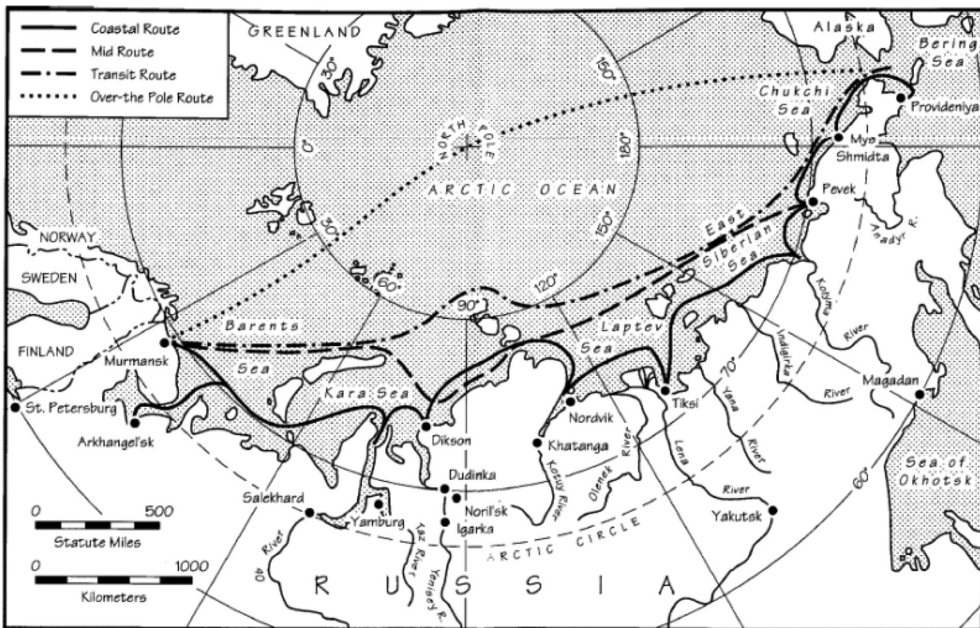 Coastal Route
Mid Route
Transit Route
Over-the Pole Route
GREENLAND
Alaska
Bering
Sea
Chukchi
Sea
Provideniya
Mys
Shmidta
Pevek
Anadyr R.
30°
0°
30°
60°
90°
120°
150°
180°
150°
NORTH POLE
ARCTIC OCEAN
East
Siberian
Sea
NORWAY
SWEDEN
FINLAND
Barents
Sea
Laptev
Sea
Kara Sea
Murmansk
St. Petersburg
Arkhangel'sk
Dikson
Nordvik
Tiksi
Khatanga
Kolyma
River
Indigirka
River
Magadan
70°
Yana
River
Lena
River
Olenek
River
Kotuy River
Dudinka
Noril'sk
Igarka
Salekhard
Yamburg
Yakutsk
60°
Sea of
Okhotsk
0 500
Statute Miles
0 1000
Kilometers
River
Taz River
Yenisey R.
ARCTIC CIRCLE
RUSSIA